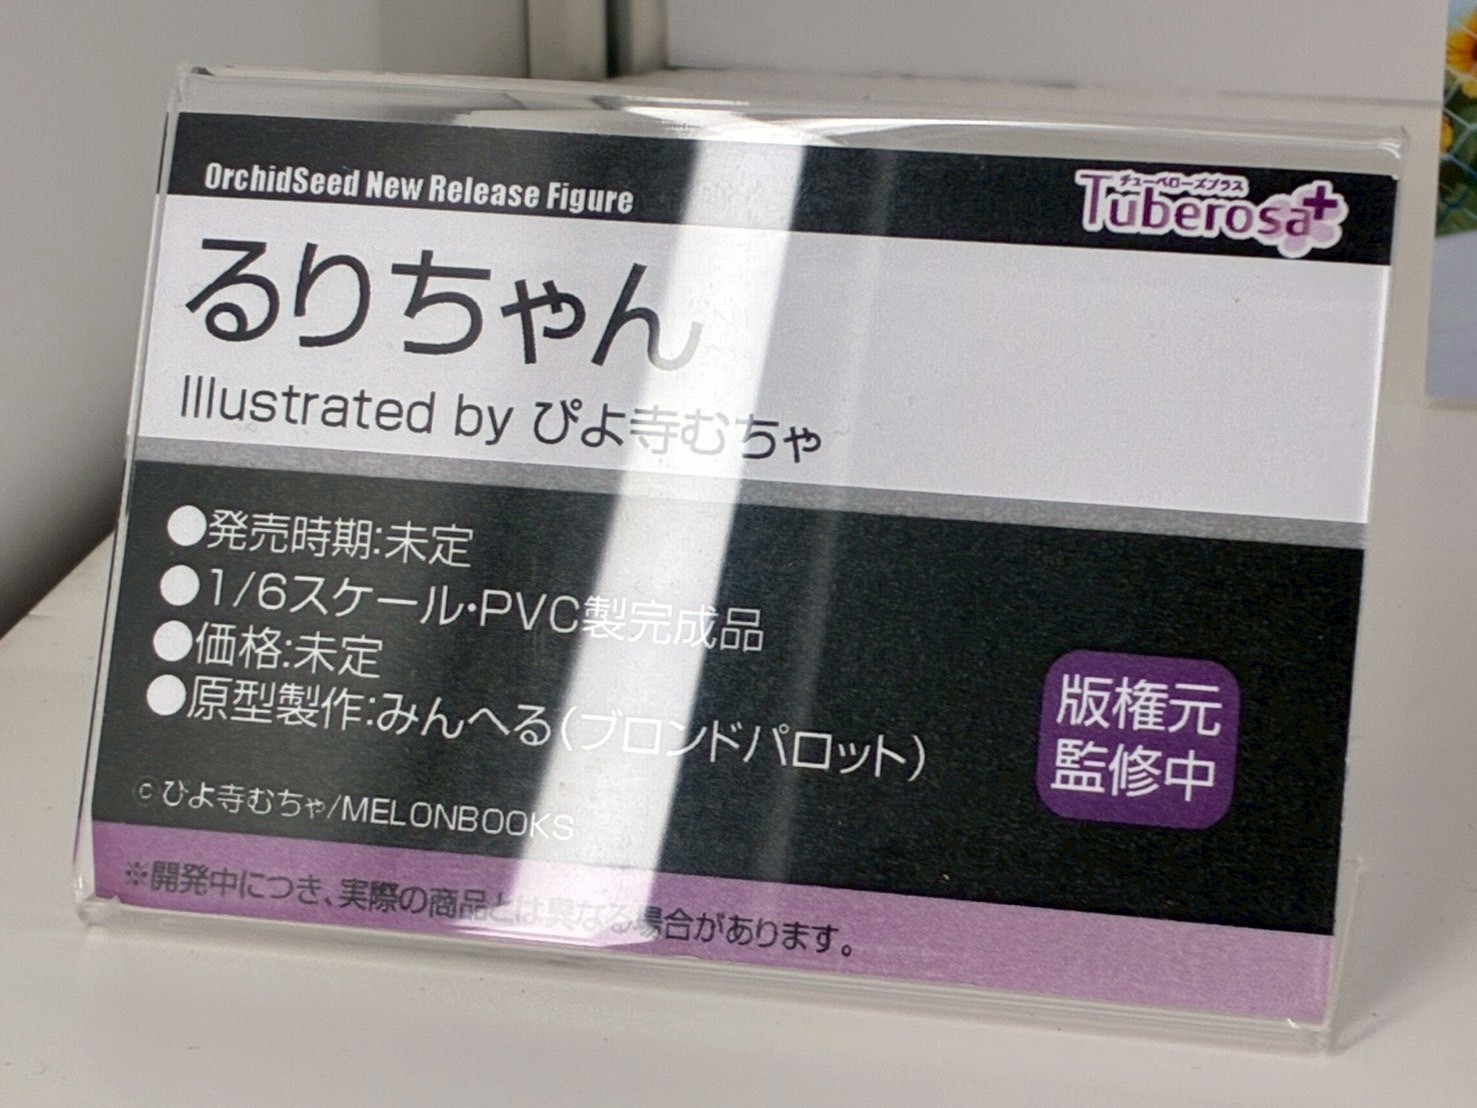 OrchidSeed New Release Figure
チューベローズプラス
Tuberosa+
るりちゃん
Illustrated by ぴよ寺むちゃ
●発売時期:未定
●1/6スケール・PVC製完成品
●価格:未定
●原型製作:みんへる(ブロンドパロット)
版権元
監修中
©ぴよ寺むちゃ/MELONBOOKS
※開発中につき、実際の商品とは異なる場合があります。